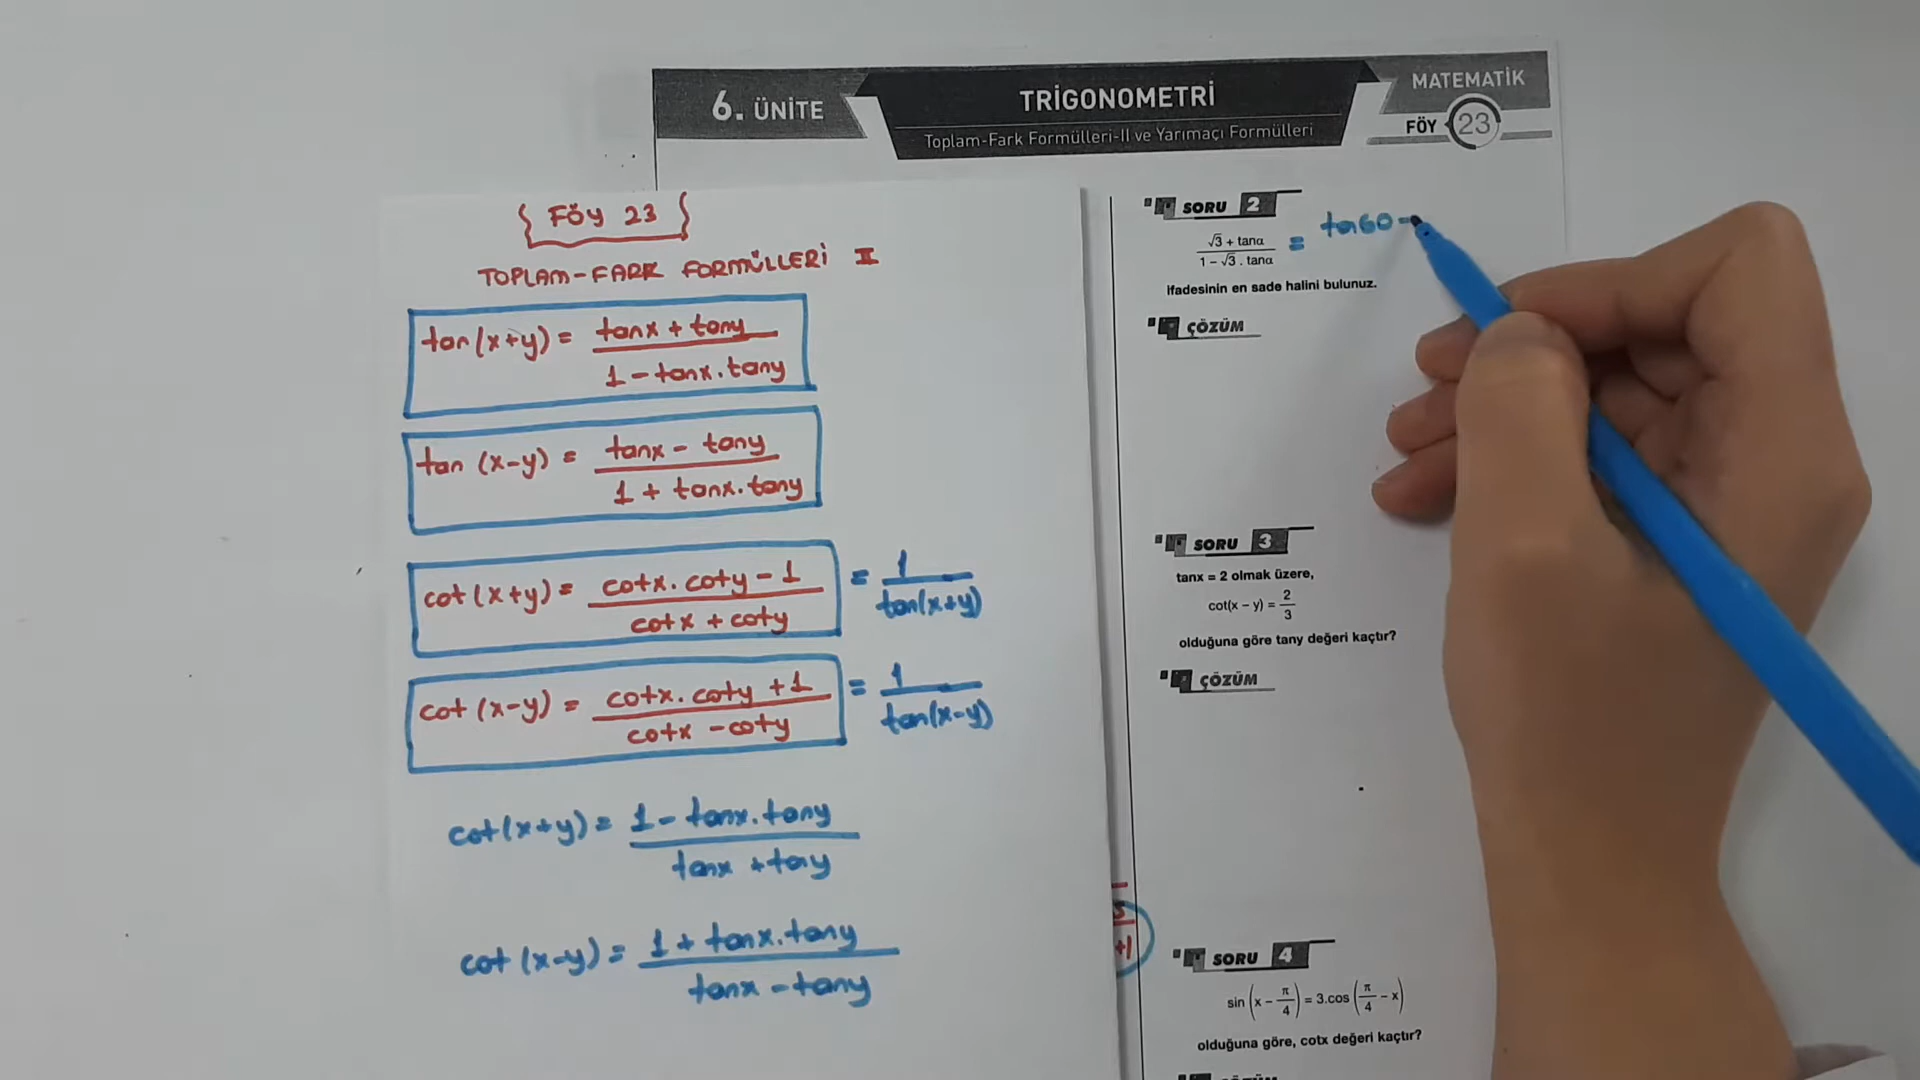 6. ÜNİTE
TRİGONOMETRİ
Toplam-Fark Formülleri-II ve Yarımaçı Formülleri
MATEMATİK
FÖY 23
FÖY 23
TOPLAM-FARK FORMÜLLERİ II
tan(x+y) = tanx + tany / 1 - tanx.tany
tan (x-y) = tanx - tany / 1 + tanx.tany
cot(x+y) = cotx.coty - 1 / cotx + coty = 1 / tan(x+y)
cot (x-y) = cotx.coty + 1 / cotx - coty = 1 / tan(x-y)
cot(x+y) = 1 - tanx.tany / tanx + tay
cot (x-y) = 1 + tanx.tany / tanx - tany
SORU 2
√3 + tanα / 1 - √3 . tanα = tan60
ifadesinin en sade halini bulunuz.
ÇÖZÜM
SORU 3
tanx = 2 olmak üzere,
cot(x - y) = 2/3
olduğuna göre tany değeri kaçtır?
ÇÖZÜM
5
+1
SORU 4
sin(x - π/4) = 3.cos(π/4 - x)
olduğuna göre, cotx değeri kaçtır?